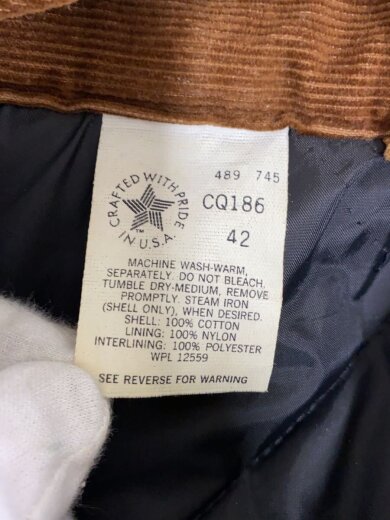 489 745
CRAFTED WITH PRIDE
IN U.S.A.
TM
CQ186
42
MACHINE WASH-WARM,
SEPARATELY. DO NOT BLEACH.
TUMBLE DRY-MEDIUM, REMOVE
PROMPTLY. STEAM IRON
(SHELL ONLY), WHEN DESIRED.
SHELL: 100% COTTON
LINING: 100% NYLON
INTERLINING: 100% POLYESTER
WPL 12559
SEE REVERSE FOR WARNING